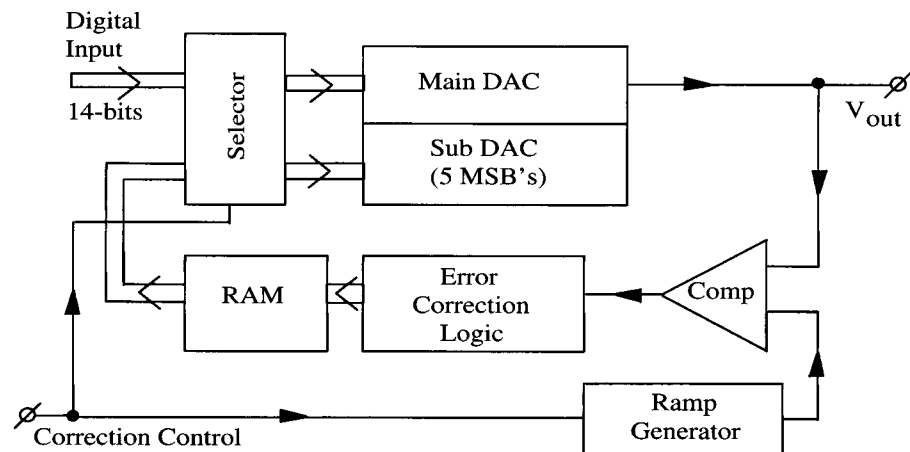 Digital
Input
14-bits
Selector
Main DAC
Sub DAC
(5 MSB's)
Vout
RAM
Error
Correction
Logic
Comp
Ramp
Generator
Correction Control